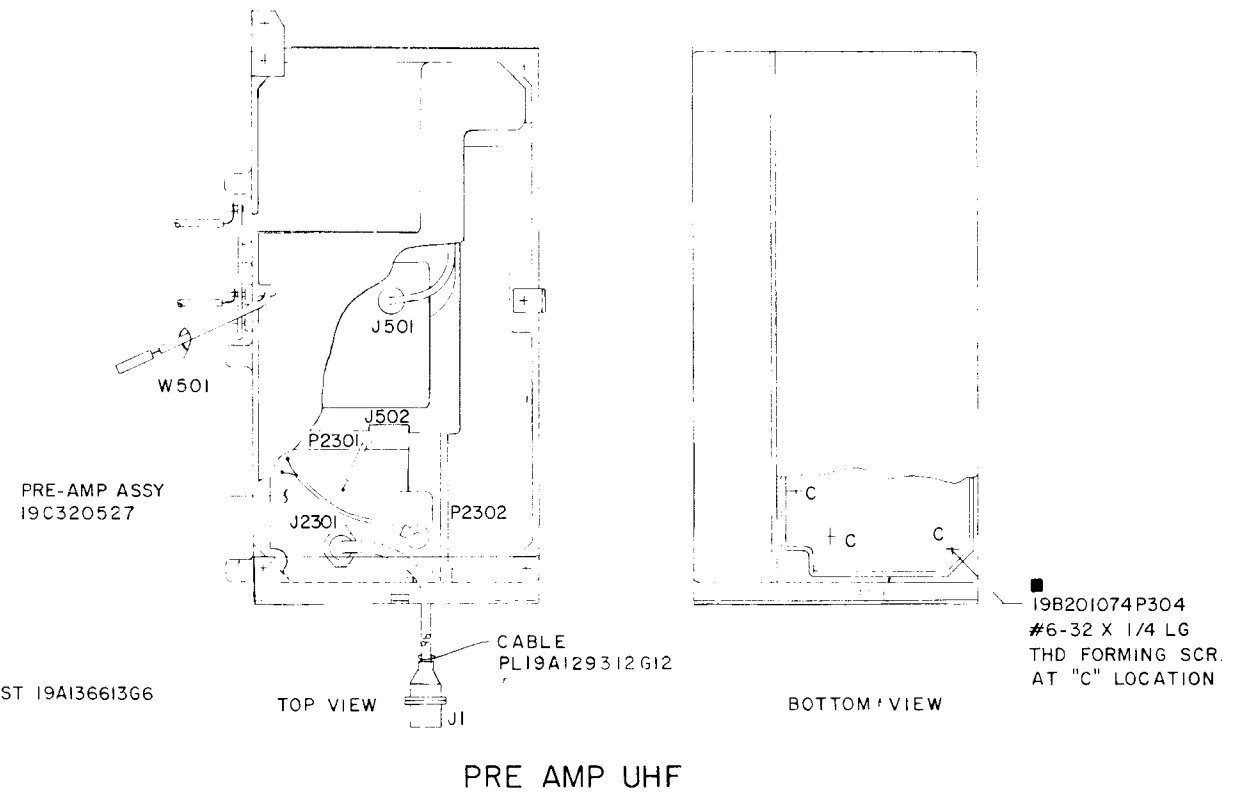 J501
W501
J502
P2301
PRE-AMP ASSY
19C320527
J2301
P2302
C
C
C
19B201074P304
#6-32 X 1/4 LG
THD FORMING SCR.
AT "C" LOCATION
CABLE
PL19A129312G12
ST 19A136613G6
TOP VIEW
J1
BOTTOM VIEW
PRE AMP UHF